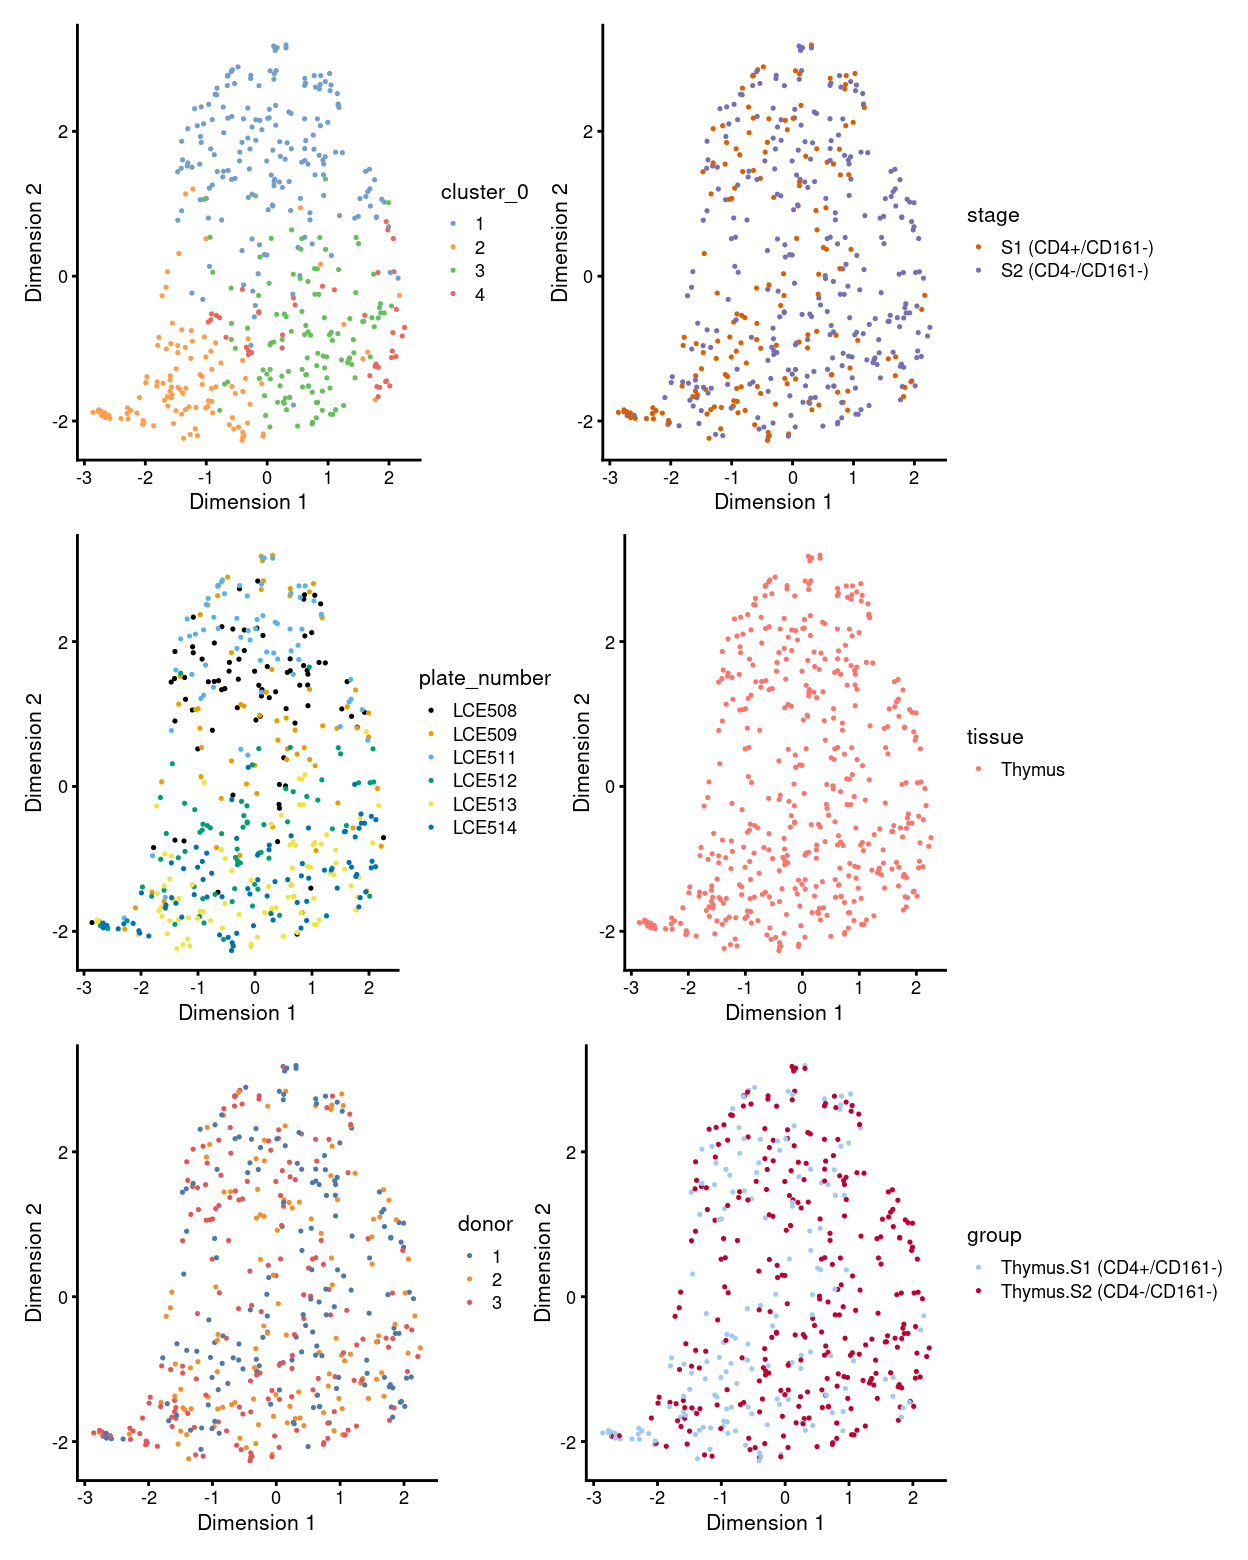 2
0
-2
-3 -2 -1 0 1 2
Dimension 1
Dimension 2
cluster_0
1
2
3
4
2
0
-2
-3 -2 -1 0 1 2
Dimension 1
Dimension 2
stage
S1 (CD4+/CD161-)
S2 (CD4-/CD161-)
2
0
-2
-3 -2 -1 0 1 2
Dimension 1
Dimension 2
plate_number
LCE508
LCE509
LCE511
LCE512
LCE513
LCE514
2
0
-2
-3 -2 -1 0 1 2
Dimension 1
Dimension 2
tissue
Thymus
2
0
-2
-3 -2 -1 0 1 2
Dimension 1
Dimension 2
donor
1
2
3
2
0
-2
-3 -2 -1 0 1 2
Dimension 1
Dimension 2
group
Thymus.S1 (CD4+/CD161-)
Thymus.S2 (CD4-/CD161-)